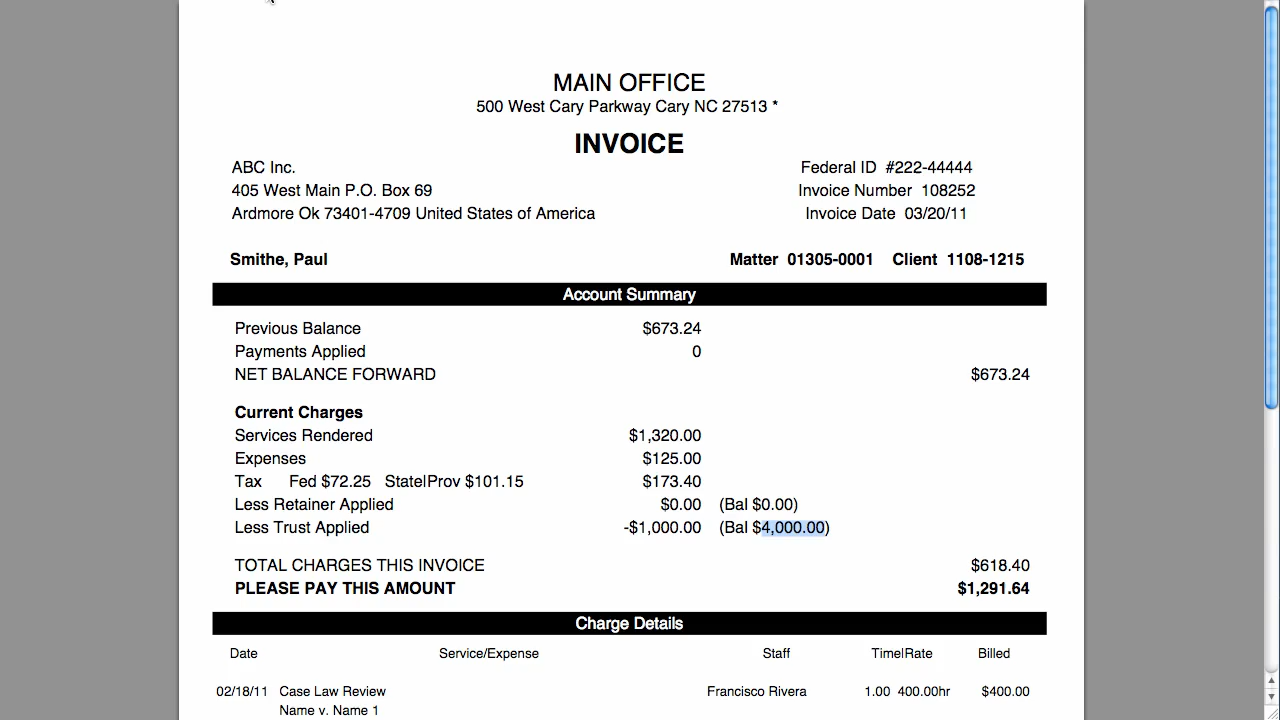 MAIN OFFICE
500 West Cary Parkway Cary NC 27513 *
INVOICE
ABC Inc. Federal ID #222-44444
405 West Main P.O. Box 69 Invoice Number 108252
Ardmore Ok 73401-4709 United States of America Invoice Date 03/20/11
Smithe, Paul Matter 01305-0001 Client 1108-1215
Account Summary
Previous Balance $673.24
Payments Applied 0
NET BALANCE FORWARD $673.24
Current Charges
Services Rendered $1,320.00
Expenses $125.00
Tax Fed $72.25 State|Prov $101.15 $173.40
Less Retainer Applied $0.00 (Bal $0.00)
Less Trust Applied -$1,000.00 (Bal $4,000.00)
TOTAL CHARGES THIS INVOICE $618.40
PLEASE PAY THIS AMOUNT $1,291.64
Charge Details
Date Service/Expense Staff Time|Rate Billed
02/18/11 Case Law Review Francisco Rivera 1.00 400.00hr $400.00
Name v. Name 1